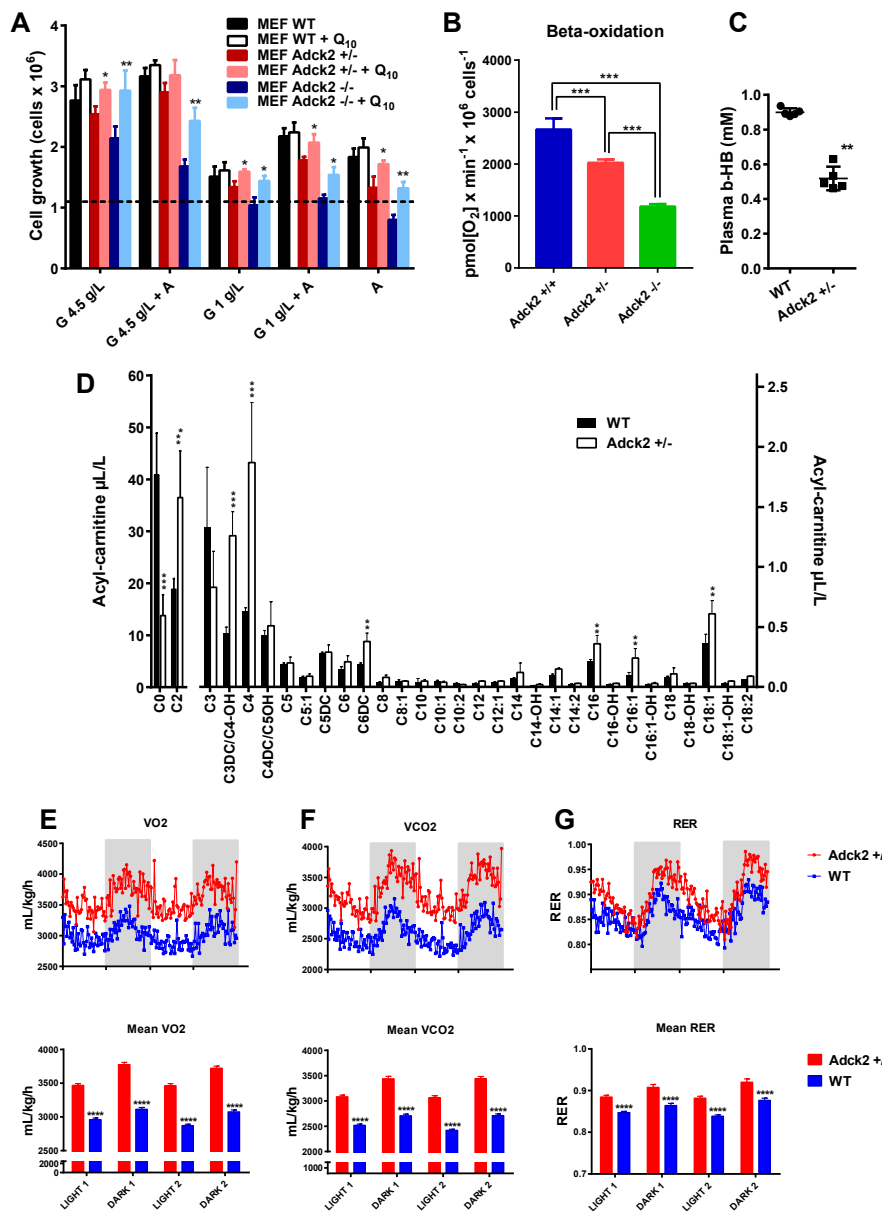 A
Cell growth (cells x 10⁶)
6
4
3
2
1
0
MEF WT
MEF WT + Q₁₀
MEF Adck2 +/-
MEF Adck2 +/- + Q₁₀
MEF Adck2 -/-
MEF Adck2 -/- + Q₁₀
*
**
**
*
*
*
*
*
**
G 4.5 g/L
G 4.5 g/L + A
G 1 g/L
G 1 g/L + A
A
B
Beta-oxidation
pmol[O₂] x min⁻¹ x 10⁶ cells⁻¹
5000
4000
3000
2000
1000
0
***
***
***
Adck2 +/+
Adck2 +/-
Adck2 -/-
C
Plasma b-HB (mM)
1.0
0.8
0.6
0.4
0.2
0.0
**
WT
Adck2 +/-
D
Acyl-carnitine µL/L
60
50
40
30
20
10
0
WT
Adck2 +/-
Acyl-carnitine µL/L
2.5
2.0
1.5
1.0
0.5
0.0
***
***
***
***
**
**
**
**
C0
C2
C3
C3DC/C4-OH
C4
C4DC/C5OH
C5
C5:1
C5DC
C6
C6DC
C8
C8:1
C10
C10:1
C10:2
C12
C12:1
C14
C14-OH
C14:1
C14:2
C16
C16-OH
C16:1
C16:1-OH
C18
C18-OH
C18:1
C18:1-OH
C18:2
E
VO2
mL/kg/h
4500
4000
3500
3000
2500
F
VCO2
mL/kg/h
4000
3500
3000
2500
2000
G
RER
RER
1.00
0.95
0.90
0.85
0.80
Adck2 +/
WT
Mean VO2
mL/kg/h
4000
3500
3000
2500
2000
0
****
****
****
****
LIGHT 1
DARK 1
LIGHT 2
DARK 2
Mean VCO2
mL/kg/h
4000
3500
3000
2500
2000
1000
****
****
****
****
LIGHT 1
DARK 1
LIGHT 2
DARK 2
Mean RER
RER
1.0
0.9
0.8
0.7
****
****
****
****
LIGHT 1
DARK 1
LIGHT 2
DARK 2
Adck2 +/
WT